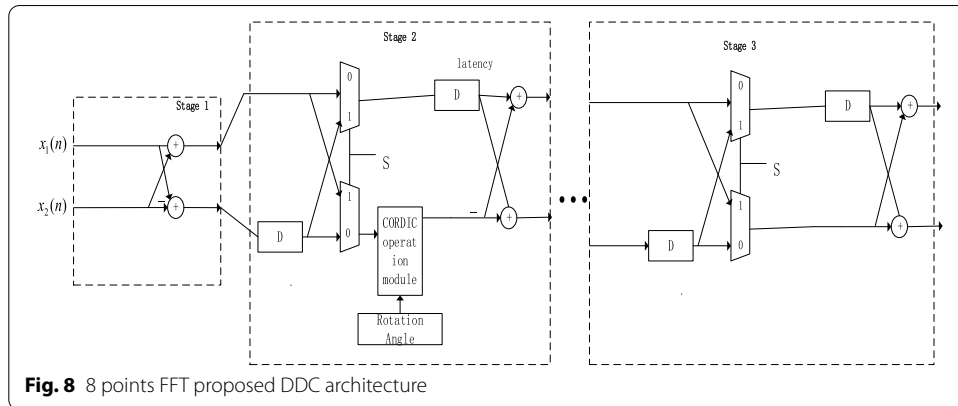 Stage 1
x₁(n)
+
x₂(n)
−
+
Stage 2
latency
0
1
D
+
S
D
1
0
CORDIC
operat
ion
module
−
+
Rotation
Angle
•••
Stage 3
0
1
D
+
S
D
1
0
+
Fig. 8 8 points FFT proposed DDC architecture